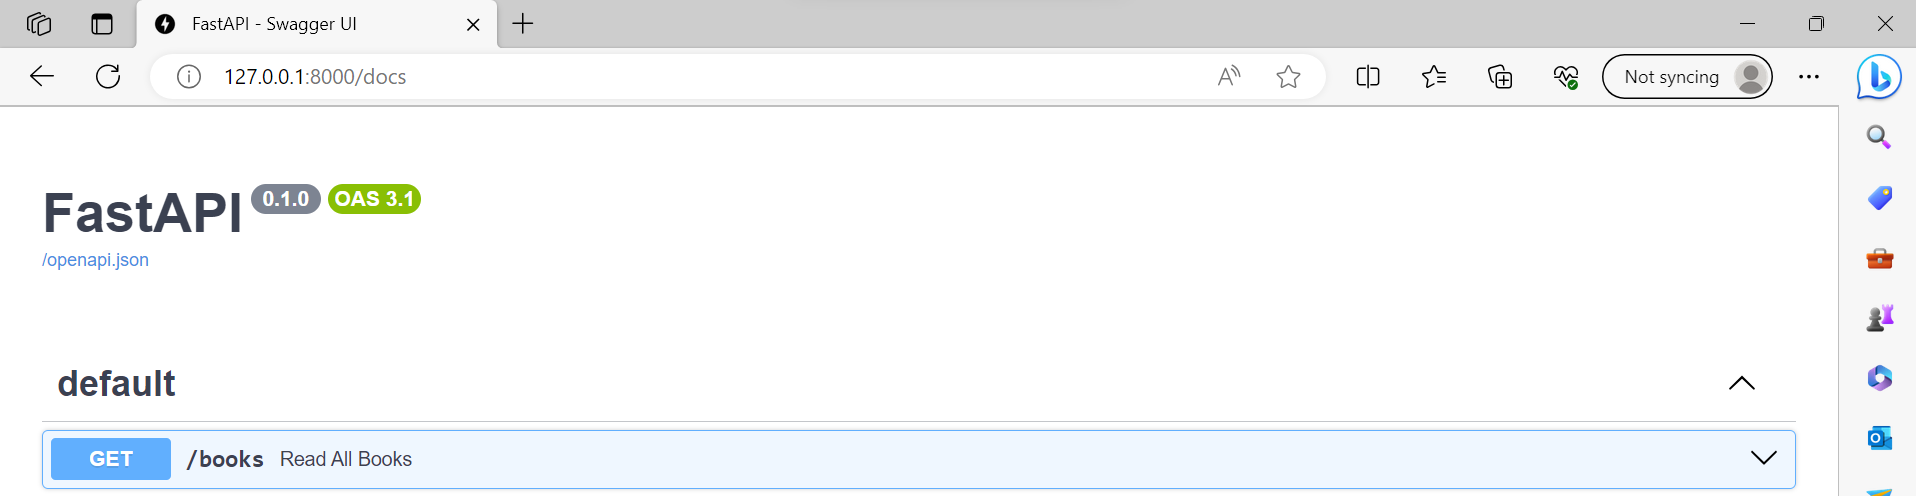 FastAPI - Swagger UI
127.0.0.1:8000/docs
Not syncing
FastAPI 0.1.0 OAS 3.1
/openapi.json
default
GET /books Read All Books